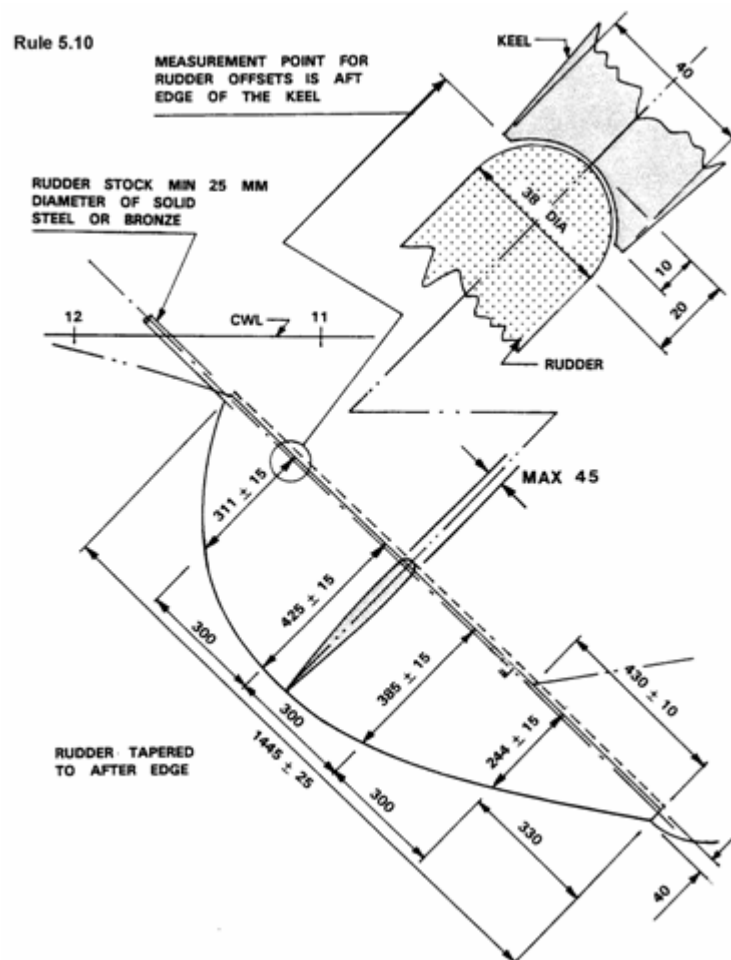 Rule 5.10
MEASUREMENT POINT FOR
RUDDER OFFSETS IS AFT
EDGE OF THE KEEL
KEEL
40
RUDDER STOCK MIN 25 MM
DIAMETER OF SOLID
STEEL OR BRONZE
38 DIA
10
20
12
CWL
11
RUDDER
MAX 45
311 ± 15
425 ± 15
300
385 ± 15
430 ± 10
300
244 ± 15
1445 ± 25
RUDDER TAPERED
TO AFTER EDGE
300
330
40